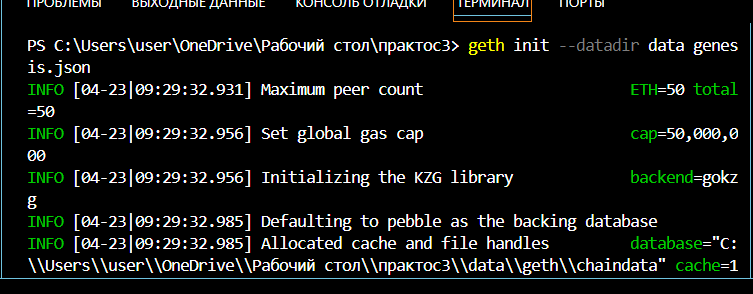 ПРОБЛЕМЫ ВЫХОДНЫЕ ДАННЫЕ КОНСОЛЬ ОТЛАДКИ ТЕРМИНАЛ ПОРТЫ
PS C:\Users\user\OneDrive\Рабочий стол\практос3> geth init --datadir data genes
is.json
INFO [04-23|09:29:32.931] Maximum peer count ETH=50 total
=50
INFO [04-23|09:29:32.956] Set global gas cap cap=50,000,0
00
INFO [04-23|09:29:32.956] Initializing the KZG library backend=gokz
g
INFO [04-23|09:29:32.985] Defaulting to pebble as the backing database
INFO [04-23|09:29:32.985] Allocated cache and file handles database="C:
\\Users\\user\\OneDrive\\Рабочий стол\\практос3\\data\\geth\\chaindata" cache=1